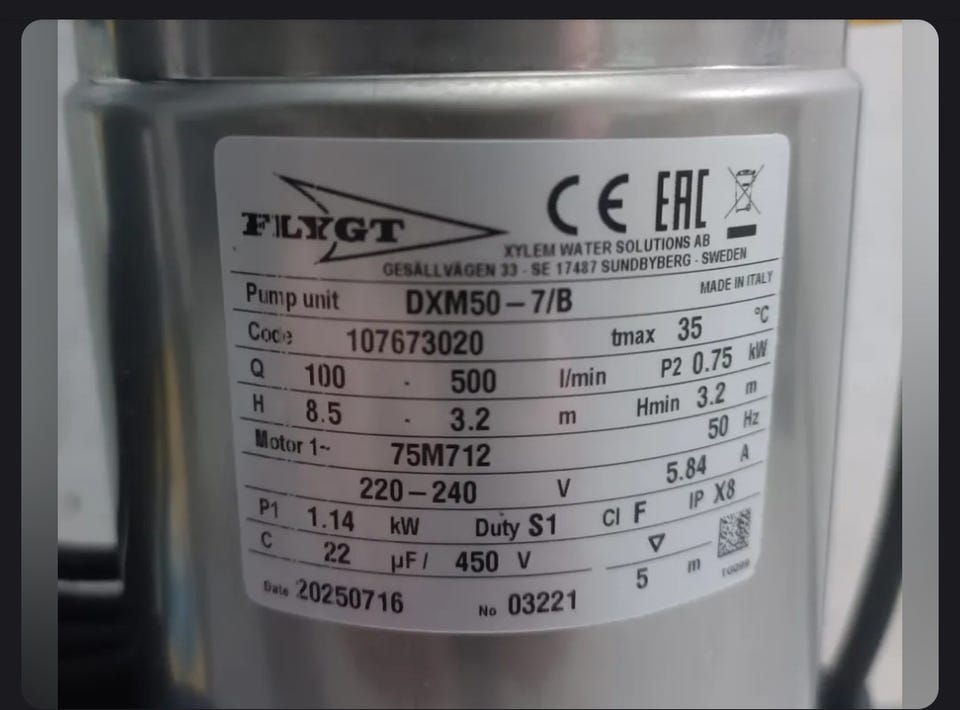 FLYGT
CE EAC
XYLEM WATER SOLUTIONS AB
GESÄLLVÄGEN 33 - SE 17487 SUNDBYBERG - SWEDEN
Pump unit DXM50-7/B MADE IN ITALY
Code 107673020 tmax 35 °C
Q 100 - 500 l/min P2 0.75 kW
H 8.5 - 3.2 m Hmin 3.2 m
Motor 1~ 75M712 50 Hz
220-240 V 5.84 A
P1 1.14 kW Duty S1 Cl F IP X8
C 22 µF/ 450 V 5 m
Date 20250716 No 03221